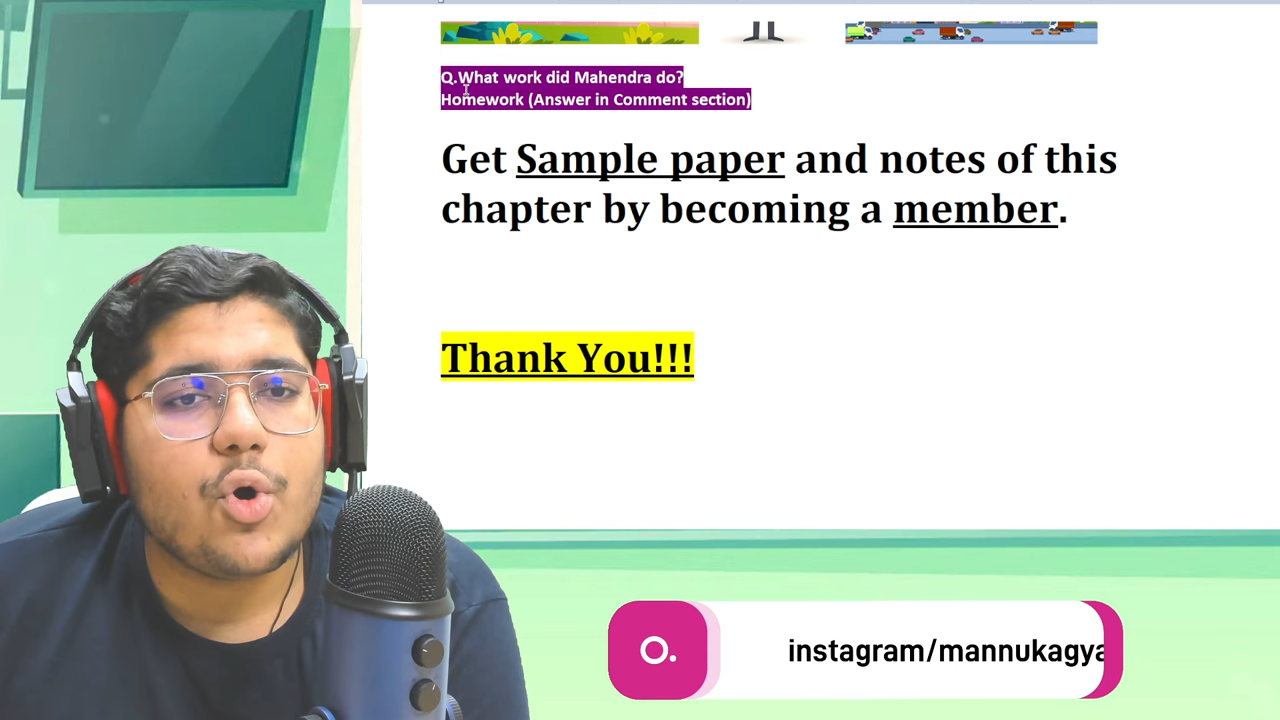 Q.What work did Mahendra do?
Homework (Answer in Comment section)
Get Sample paper and notes of this
chapter by becoming a member.
Thank You!!!
instagram/mannukagya